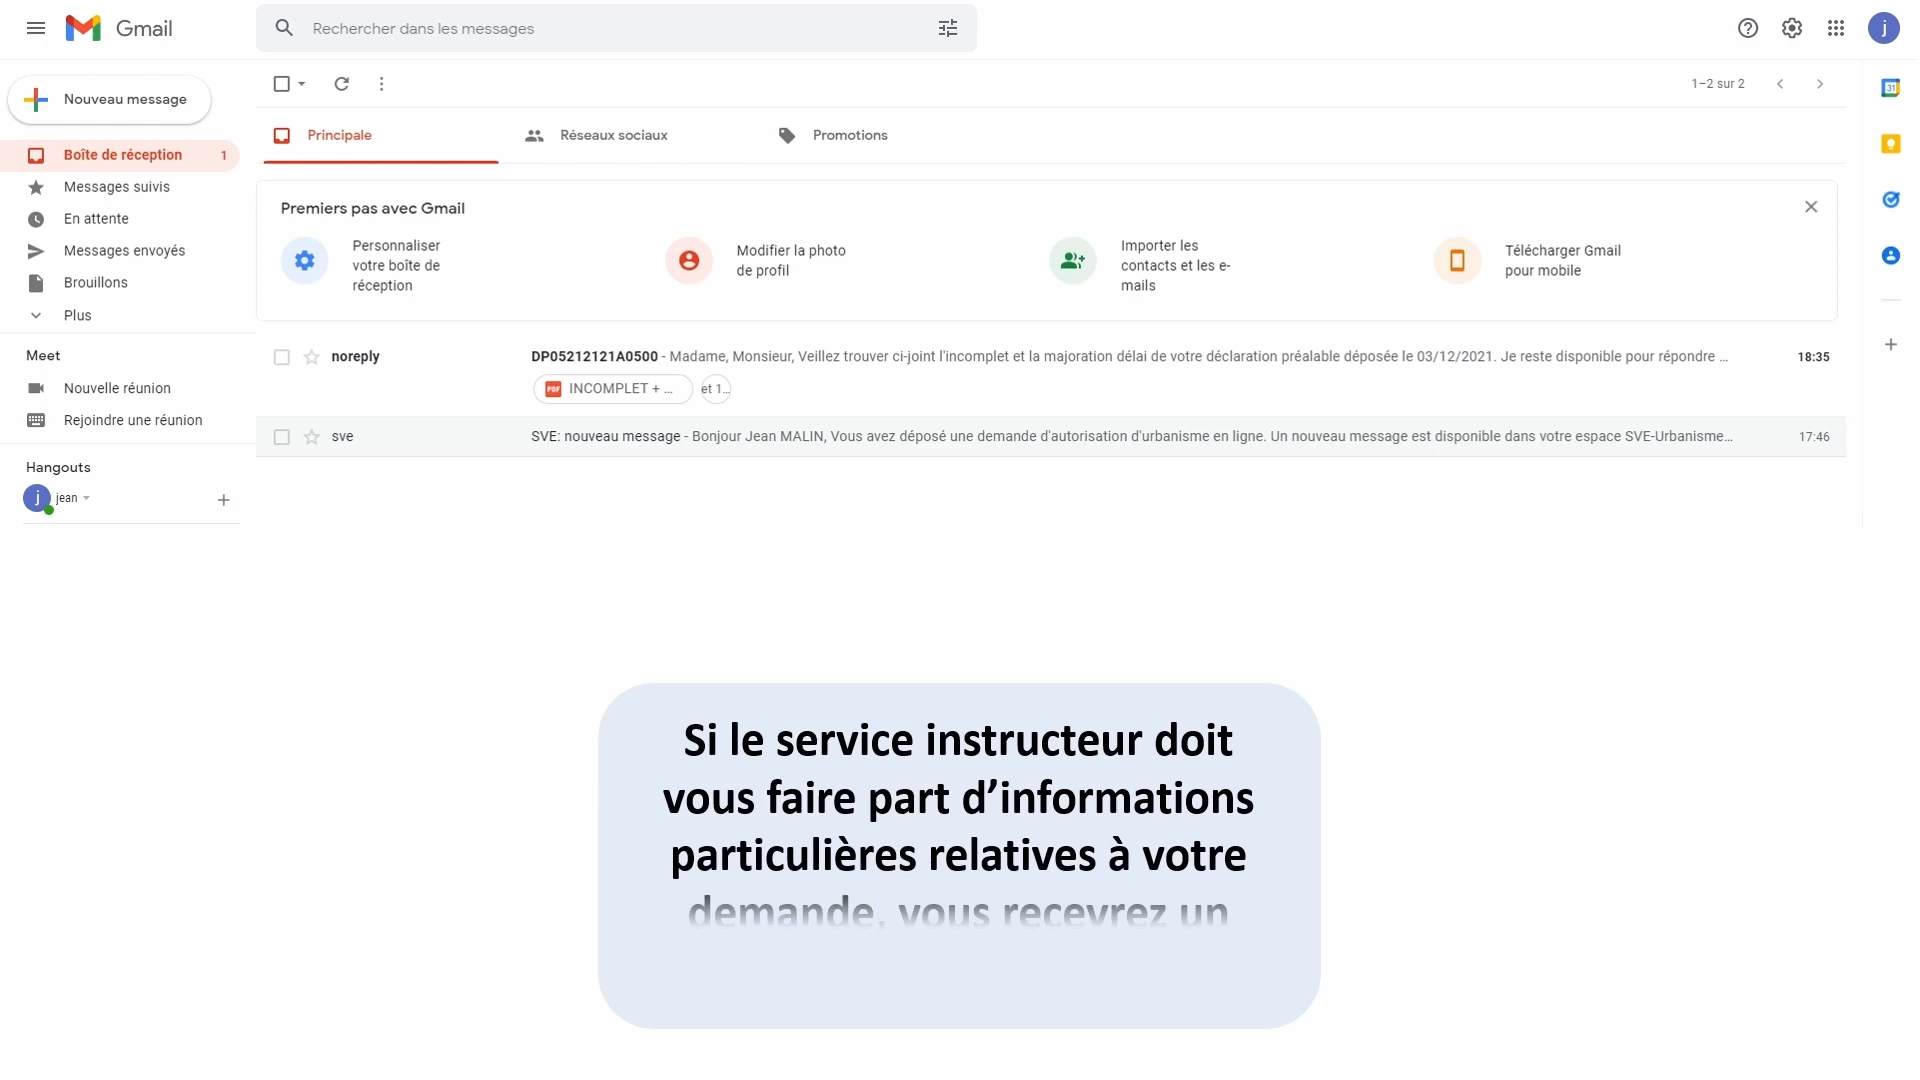 Gmail
Rechercher dans les messages
j
Nouveau message
1–2 sur 2
31
Principale
Réseaux sociaux
Promotions
Boîte de réception 1
Messages suivis
En attente
Messages envoyés
Brouillons
Plus
Premiers pas avec Gmail
Personnaliser
votre boîte de
réception
Modifier la photo
de profil
Importer les
contacts et les e-
mails
Télécharger Gmail
pour mobile
Meet
Nouvelle réunion
Rejoindre une réunion
noreply DP05212121A0500 - Madame, Monsieur, Veillez trouver ci-joint l'incomplet et la majoration délai de votre déclaration préalable déposée le 03/12/2021. Je reste disponible pour répondre … 18:35
PDF INCOMPLET + … et 1…
sve SVE: nouveau message - Bonjour Jean MALIN, Vous avez déposé une demande d'autorisation d'urbanisme en ligne. Un nouveau message est disponible dans votre espace SVE-Urbanisme… 17:46
Hangouts
j jean
Si le service instructeur doit
vous faire part d’informations
particulières relatives à votre
demande, vous recevrez un